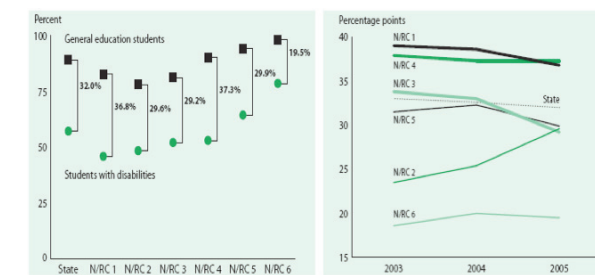 Percent
General education students
100
75
50
25
0
32.0%
36.8%
29.6%
29.2%
37.3%
29.9%
19.5%
Students with disabilities
State N/RC 1 N/RC 2 N/RC 3 N/RC 4 N/RC 5 N/RC 6
Percentage points
40
35
30
25
20
15
N/RC 1
N/RC 4
N/RC 3
State
N/RC 5
N/RC 2
N/RC 6
2003 2004 2005